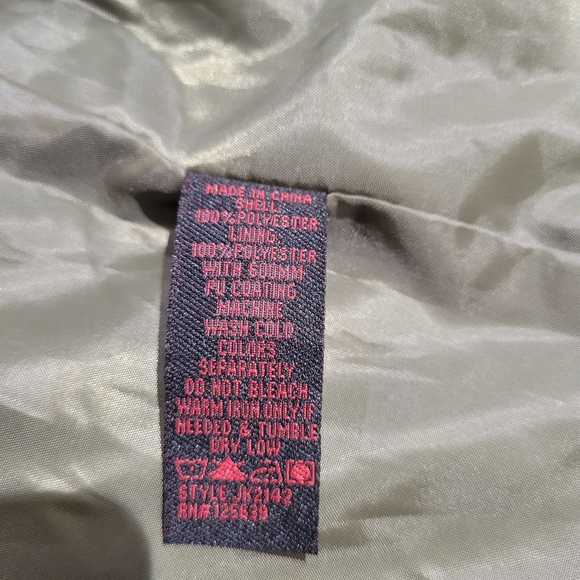 MADE IN CHINA
SHELL
100%POLYESTER
LINING
100%POLYESTER
WITH 600MM
PU COATING
MACHINE
WASH COLD
COLORS
SEPARATELY
DO NOT BLEACH
WARM IRON ONLY IF
NEEDED & TUMBLE
DRY LOW
STYLE JK2142
RN#125639